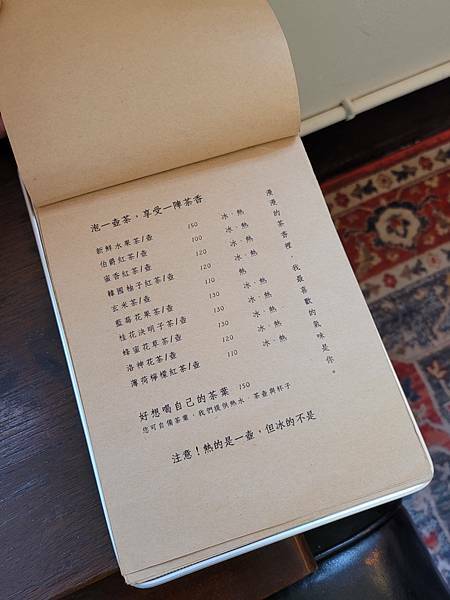 泡一壺茶，享受一陣茶香
新鮮水果茶/壺 150 冰．熱
伯爵紅茶/壺 100 冰．熱
蜜香紅茶/壺 120 冰．熱
韓國柚子紅茶/壺 120 冰．熱
玄米茶/壺 110 熱
藍莓花果茶/壺 130 冰．熱
桂花決明子茶/壺 130 冰．熱
蜂蜜花草茶/壺 130 冰．熱
洛神花茶/壺 120 冰．熱
薄荷檸檬紅茶/壺 110 冰．熱
的茶香裡，我最喜歡的氣味是你。
好想喝自己的茶葉 150
您可自備茶葉，我們提供熱水、茶壺與杯子
注意！熱的是一壺，但冰的不是